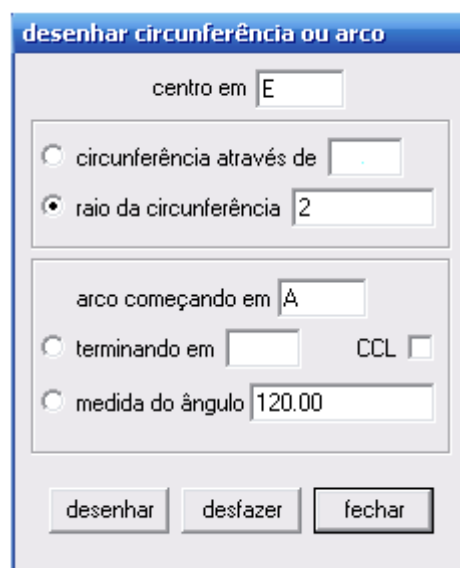 desenhar circunferência ou arco
centro em E
circunferência através de
raio da circunferência 2
arco começando em A
terminando em CCL
medida do ângulo 120.00
desenhar desfazer fechar